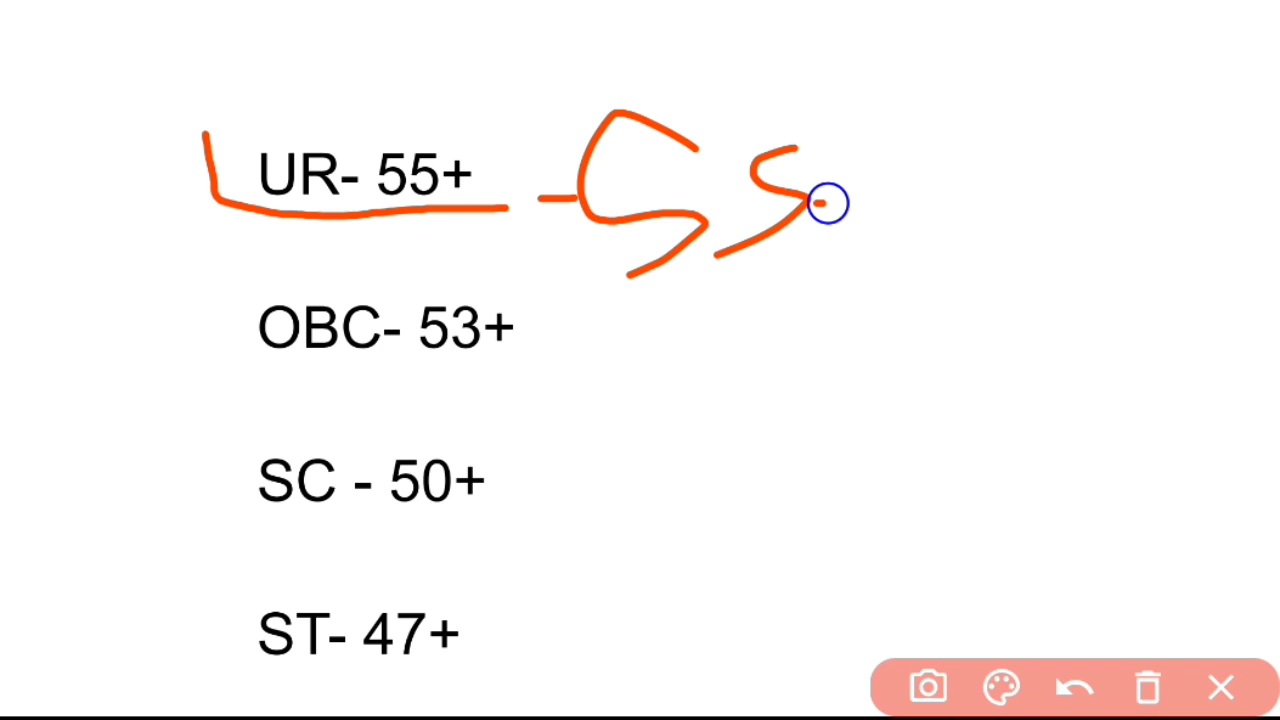 UR- 55+ -55-
OBC- 53+
SC - 50+
ST- 47+